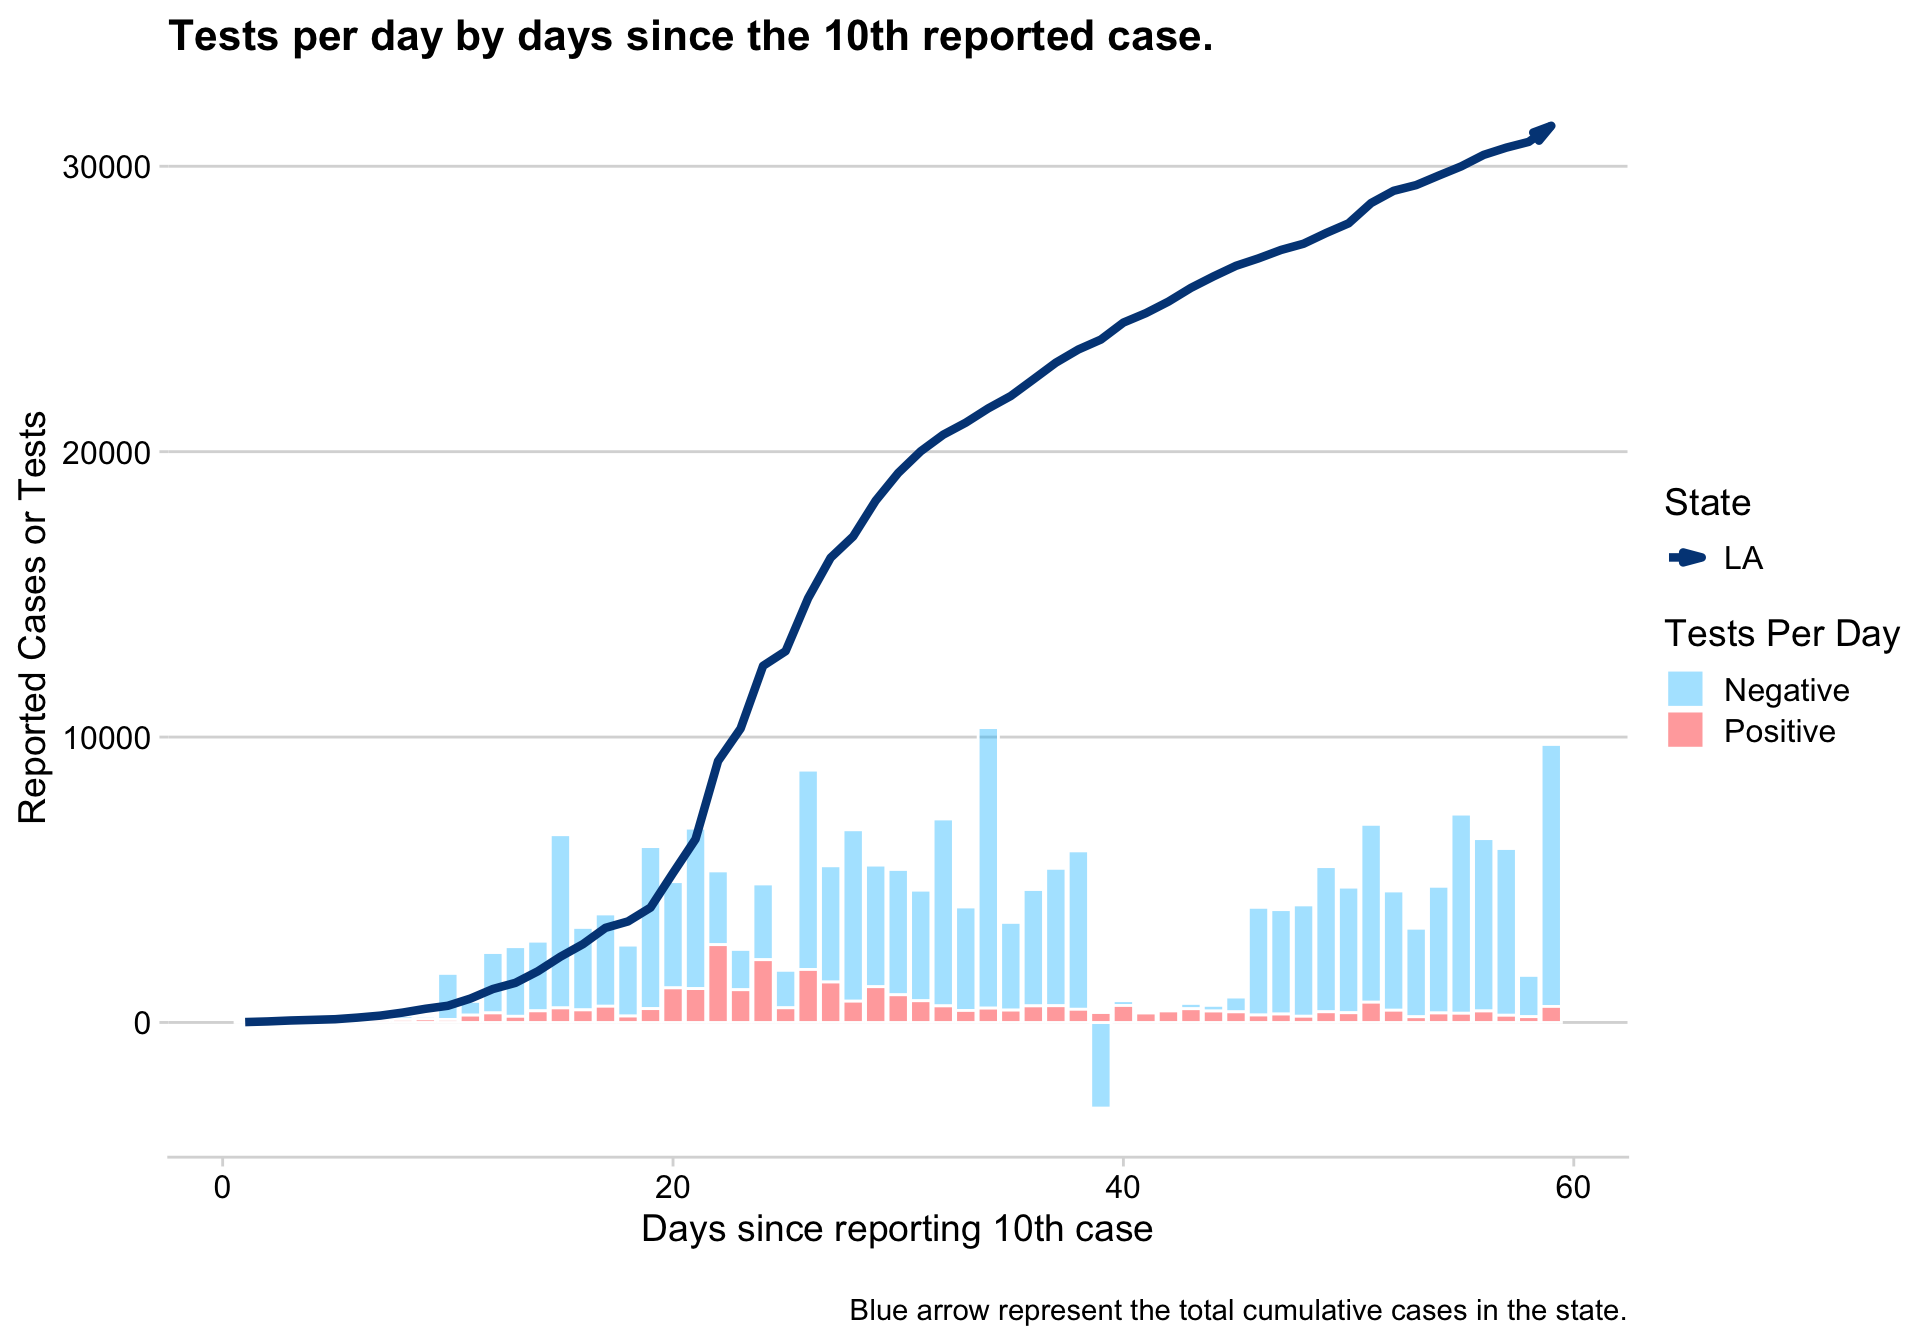 Tests per day by days since the 10th reported case.
30000
20000
10000
0
Reported Cases or Tests
0
20
40
60
Days since reporting 10th case
State
LA
Tests Per Day
Negative
Positive
Blue arrow represent the total cumulative cases in the state.